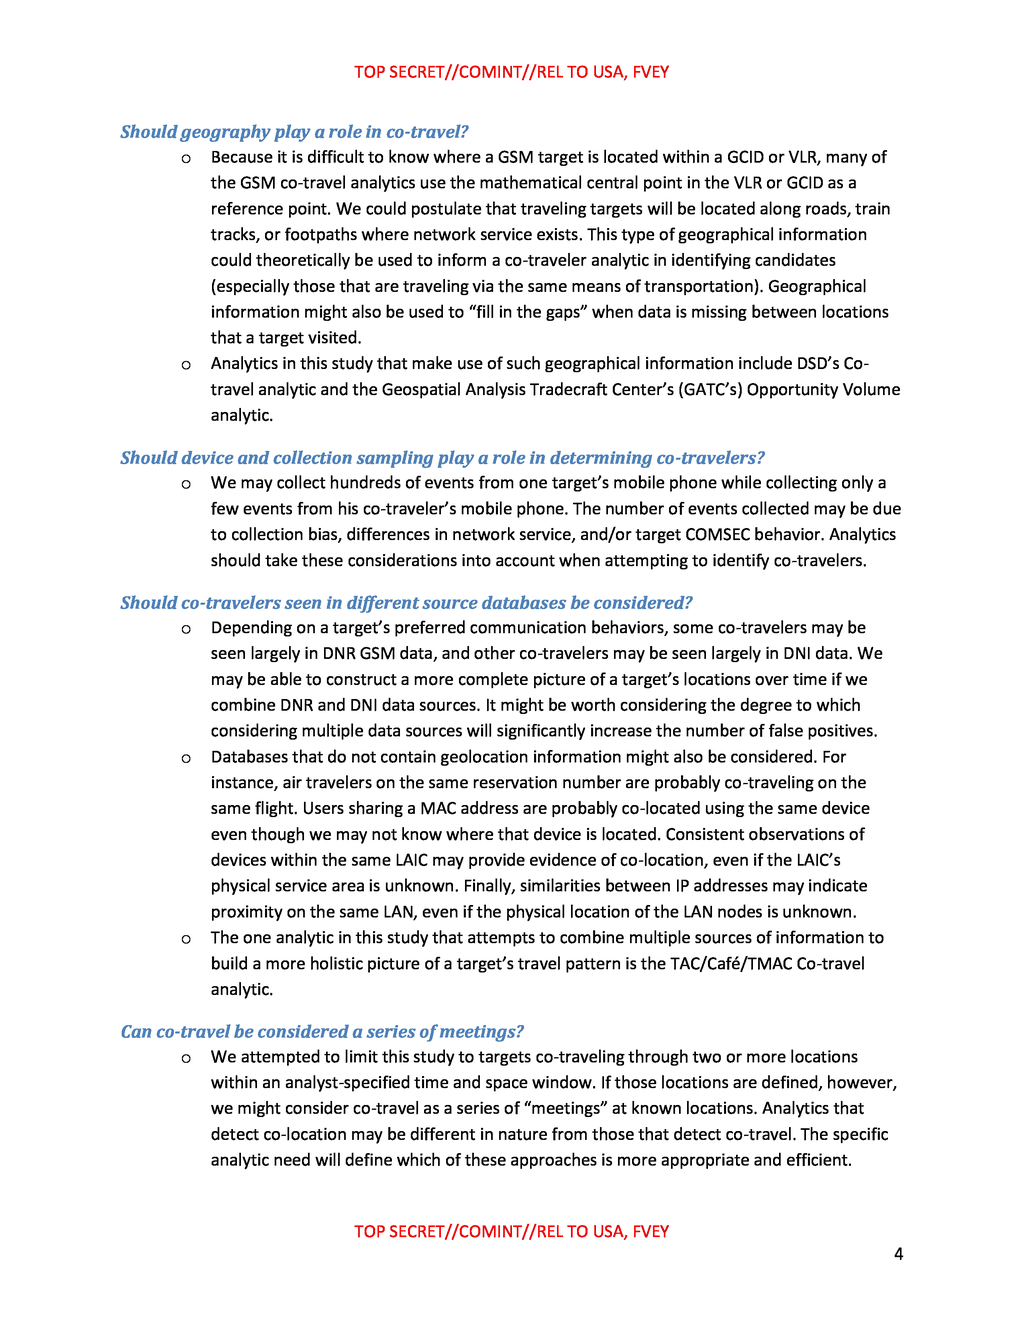 TOP SECRET//COMINT//REL TO USA, FVEY
Should geography play a role in co-travel?
o Because it is difficult to know where a GSM target is located within a GCID or VLR, many of
the GSM co-travel analytics use the mathematical central point in the VLR or GCID as a
reference point. We could postulate that traveling targets will be located along roads, train
tracks, or footpaths where network service exists. This type of geographical information
could theoretically be used to inform a co-traveler analytic in identifying candidates
(especially those that are traveling via the same means of transportation). Geographical
information might also be used to “fill in the gaps” when data is missing between locations
that a target visited.
o Analytics in this study that make use of such geographical information include DSD’s Co-
travel analytic and the Geospatial Analysis Tradecraft Center’s (GATC’s) Opportunity Volume
analytic.
Should device and collection sampling play a role in determining co-travelers?
o We may collect hundreds of events from one target’s mobile phone while collecting only a
few events from his co-traveler’s mobile phone. The number of events collected may be due
to collection bias, differences in network service, and/or target COMSEC behavior. Analytics
should take these considerations into account when attempting to identify co-travelers.
Should co-travelers seen in different source databases be considered?
o Depending on a target’s preferred communication behaviors, some co-travelers may be
seen largely in DNR GSM data, and other co-travelers may be seen largely in DNI data. We
may be able to construct a more complete picture of a target’s locations over time if we
combine DNR and DNI data sources. It might be worth considering the degree to which
considering multiple data sources will significantly increase the number of false positives.
o Databases that do not contain geolocation information might also be considered. For
instance, air travelers on the same reservation number are probably co-traveling on the
same flight. Users sharing a MAC address are probably co-located using the same device
even though we may not know where that device is located. Consistent observations of
devices within the same LAIC may provide evidence of co-location, even if the LAIC’s
physical service area is unknown. Finally, similarities between IP addresses may indicate
proximity on the same LAN, even if the physical location of the LAN nodes is unknown.
o The one analytic in this study that attempts to combine multiple sources of information to
build a more holistic picture of a target’s travel pattern is the TAC/Café/TMAC Co-travel
analytic.
Can co-travel be considered a series of meetings?
o We attempted to limit this study to targets co-traveling through two or more locations
within an analyst-specified time and space window. If those locations are defined, however,
we might consider co-travel as a series of “meetings” at known locations. Analytics that
detect co-location may be different in nature from those that detect co-travel. The specific
analytic need will define which of these approaches is more appropriate and efficient.
TOP SECRET//COMINT//REL TO USA, FVEY
4